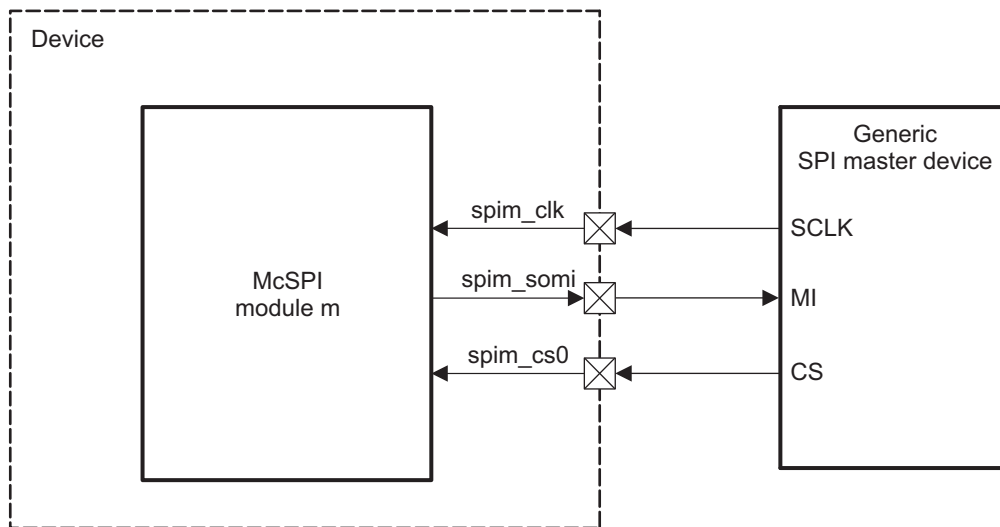 Device
Generic
SPI master device
spim_clk
SCLK
McSPI
module m
spim_somi
MI
spim_cs0
CS